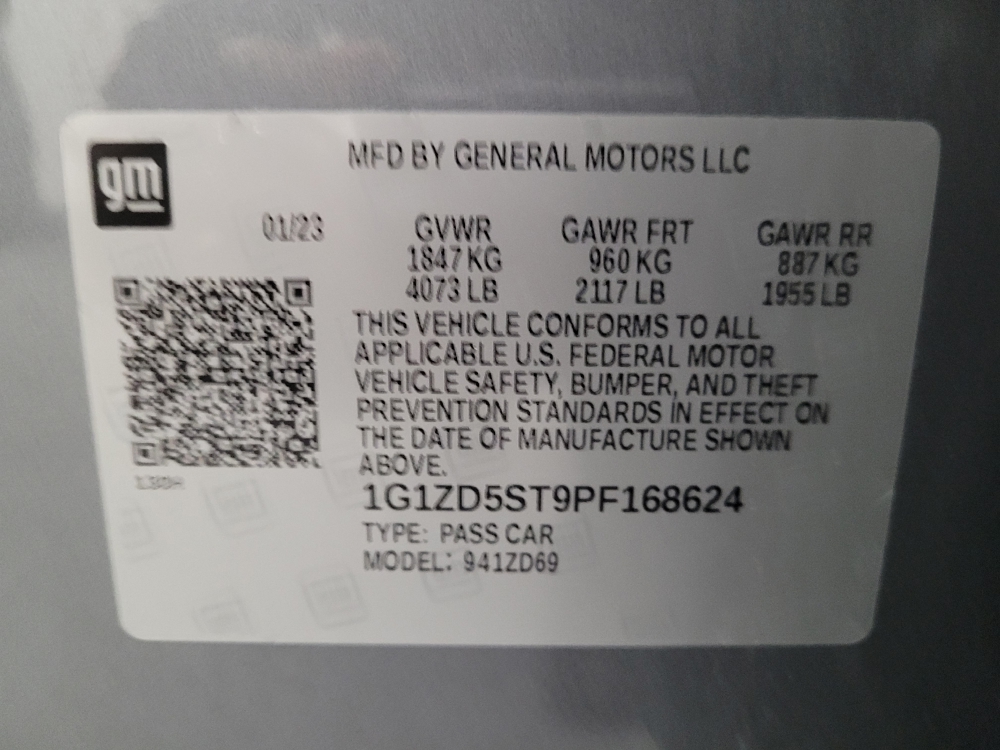 gm
MFD BY GENERAL MOTORS LLC
01/23 GVWR GAWR FRT GAWR RR
1847 KG 960 KG 887 KG
4073 LB 2117 LB 1955 LB
THIS VEHICLE CONFORMS TO ALL
APPLICABLE U.S. FEDERAL MOTOR
VEHICLE SAFETY, BUMPER, AND THEFT
PREVENTION STANDARDS IN EFFECT ON
THE DATE OF MANUFACTURE SHOWN
ABOVE.
1G1ZD5ST9PF168624
TYPE: PASS CAR
MODEL: 941ZD69